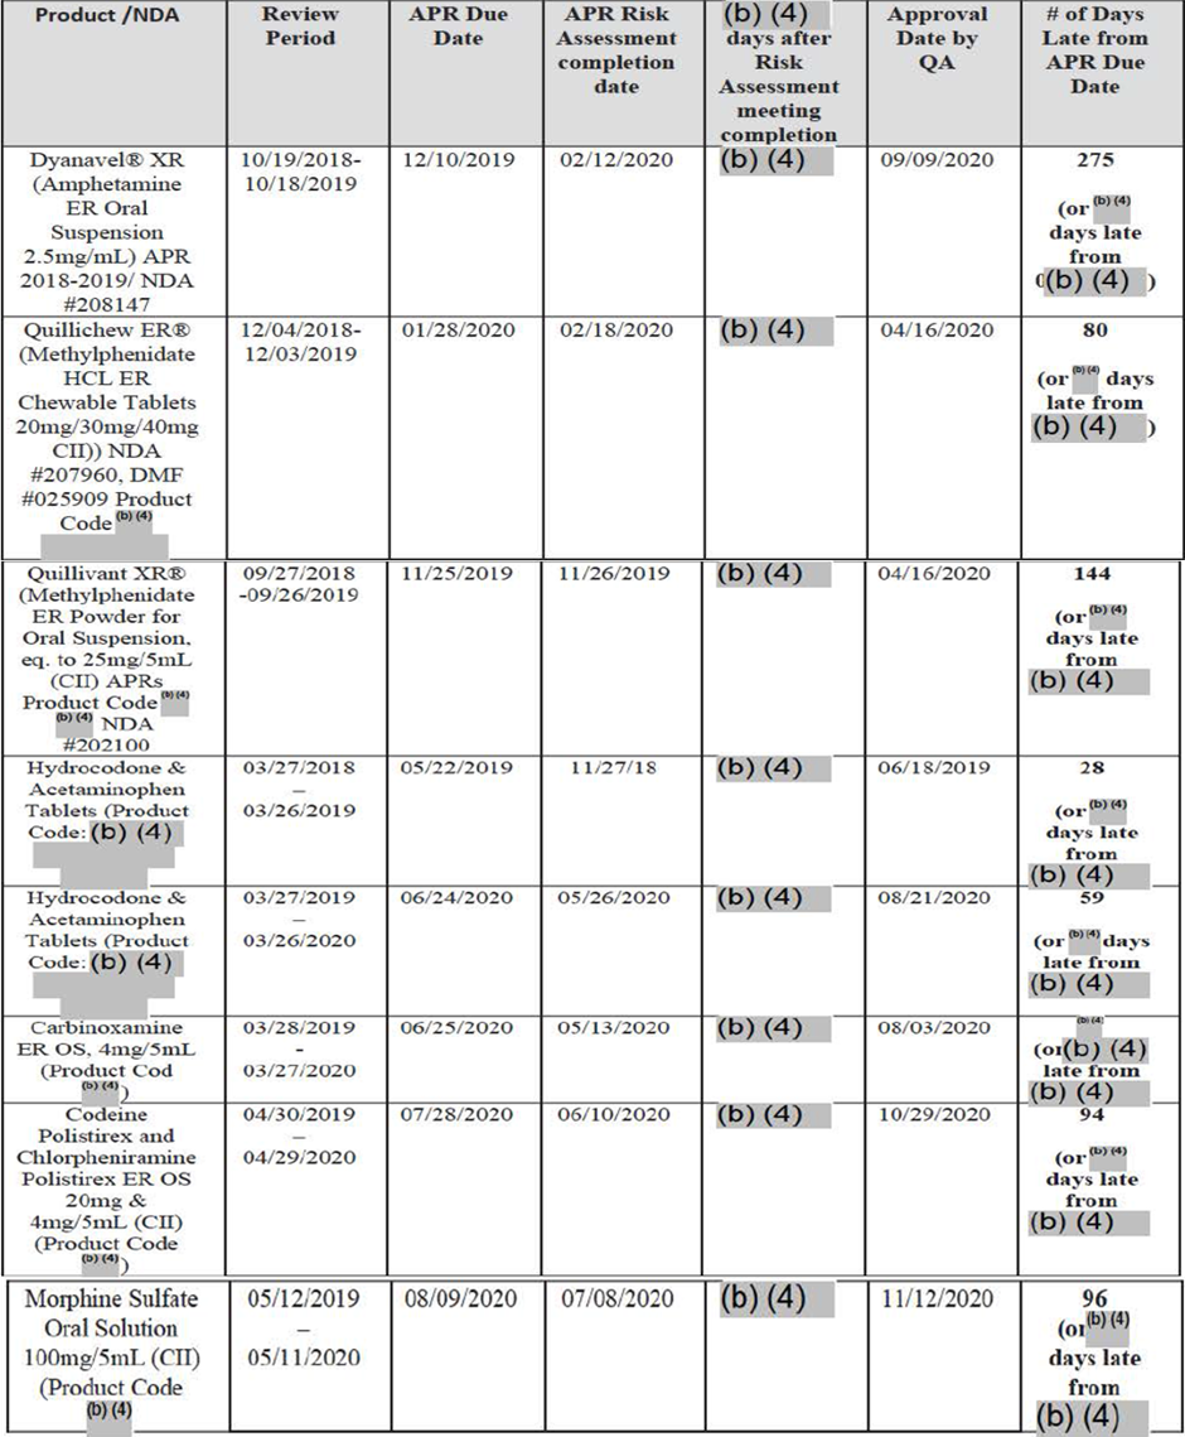 Product /NDA
Review
Period
APR Due
Date
APR Risk
Assessment
completion
date
(b) (4)
days after
Risk
Assessment
meeting
completion
Approval
Date by
QA
# of Days
Late from
APR Due
Date
Dyanavel® XR
(Amphetamine
ER Oral
Suspension
2.5mg/mL) APR
2018-2019/ NDA
#208147
10/19/2018-
10/18/2019
12/10/2019
02/12/2020
(b) (4)
09/09/2020
275
(or (b) (4)
days late
from
0(b) (4) )
Quillichew ER®
(Methylphenidate
HCL ER
Chewable Tablets
20mg/30mg/40mg
CII)) NDA
#207960, DMF
#025909 Product
Code (b) (4)
12/04/2018-
12/03/2019
01/28/2020
02/18/2020
(b) (4)
04/16/2020
80
(or (b) (4) days
late from
(b) (4) )
Quillivant XR®
(Methylphenidate
ER Powder for
Oral Suspension,
eq. to 25mg/5mL
(CII) APRs
Product Code (b) (4)
(b) (4) NDA
#202100
09/27/2018
-09/26/2019
11/25/2019
11/26/2019
(b) (4)
04/16/2020
144
(or (b) (4)
days late
from
(b) (4)
Hydrocodone &
Acetaminophen
Tablets (Product
Code: (b) (4)
03/27/2018
–
03/26/2019
05/22/2019
11/27/18
(b) (4)
06/18/2019
28
(or (b) (4)
days late
from
(b) (4)
Hydrocodone &
Acetaminophen
Tablets (Product
Code: (b) (4)
03/27/2019
–
03/26/2020
06/24/2020
05/26/2020
(b) (4)
08/21/2020
59
(or (b) (4) days
late from
(b) (4)
Carbinoxamine
ER OS, 4mg/5mL
(Product Cod
(b) (4) )
03/28/2019
-
03/27/2020
06/25/2020
05/13/2020
(b) (4)
08/03/2020
(b) (4)
(or (b) (4)
late from
(b) (4)
Codeine
Polistirex and
Chlorpheniramine
Polistirex ER OS
20mg &
4mg/5mL (CII)
(Product Code
(b) (4) )
04/30/2019
–
04/29/2020
07/28/2020
06/10/2020
(b) (4)
10/29/2020
94
(or (b) (4)
days late
from
(b) (4)
Morphine Sulfate
Oral Solution
100mg/5mL (CII)
(Product Code
(b) (4)
05/12/2019
–
05/11/2020
08/09/2020
07/08/2020
(b) (4)
11/12/2020
96
(or (b) (4)
days late
from
(b) (4)